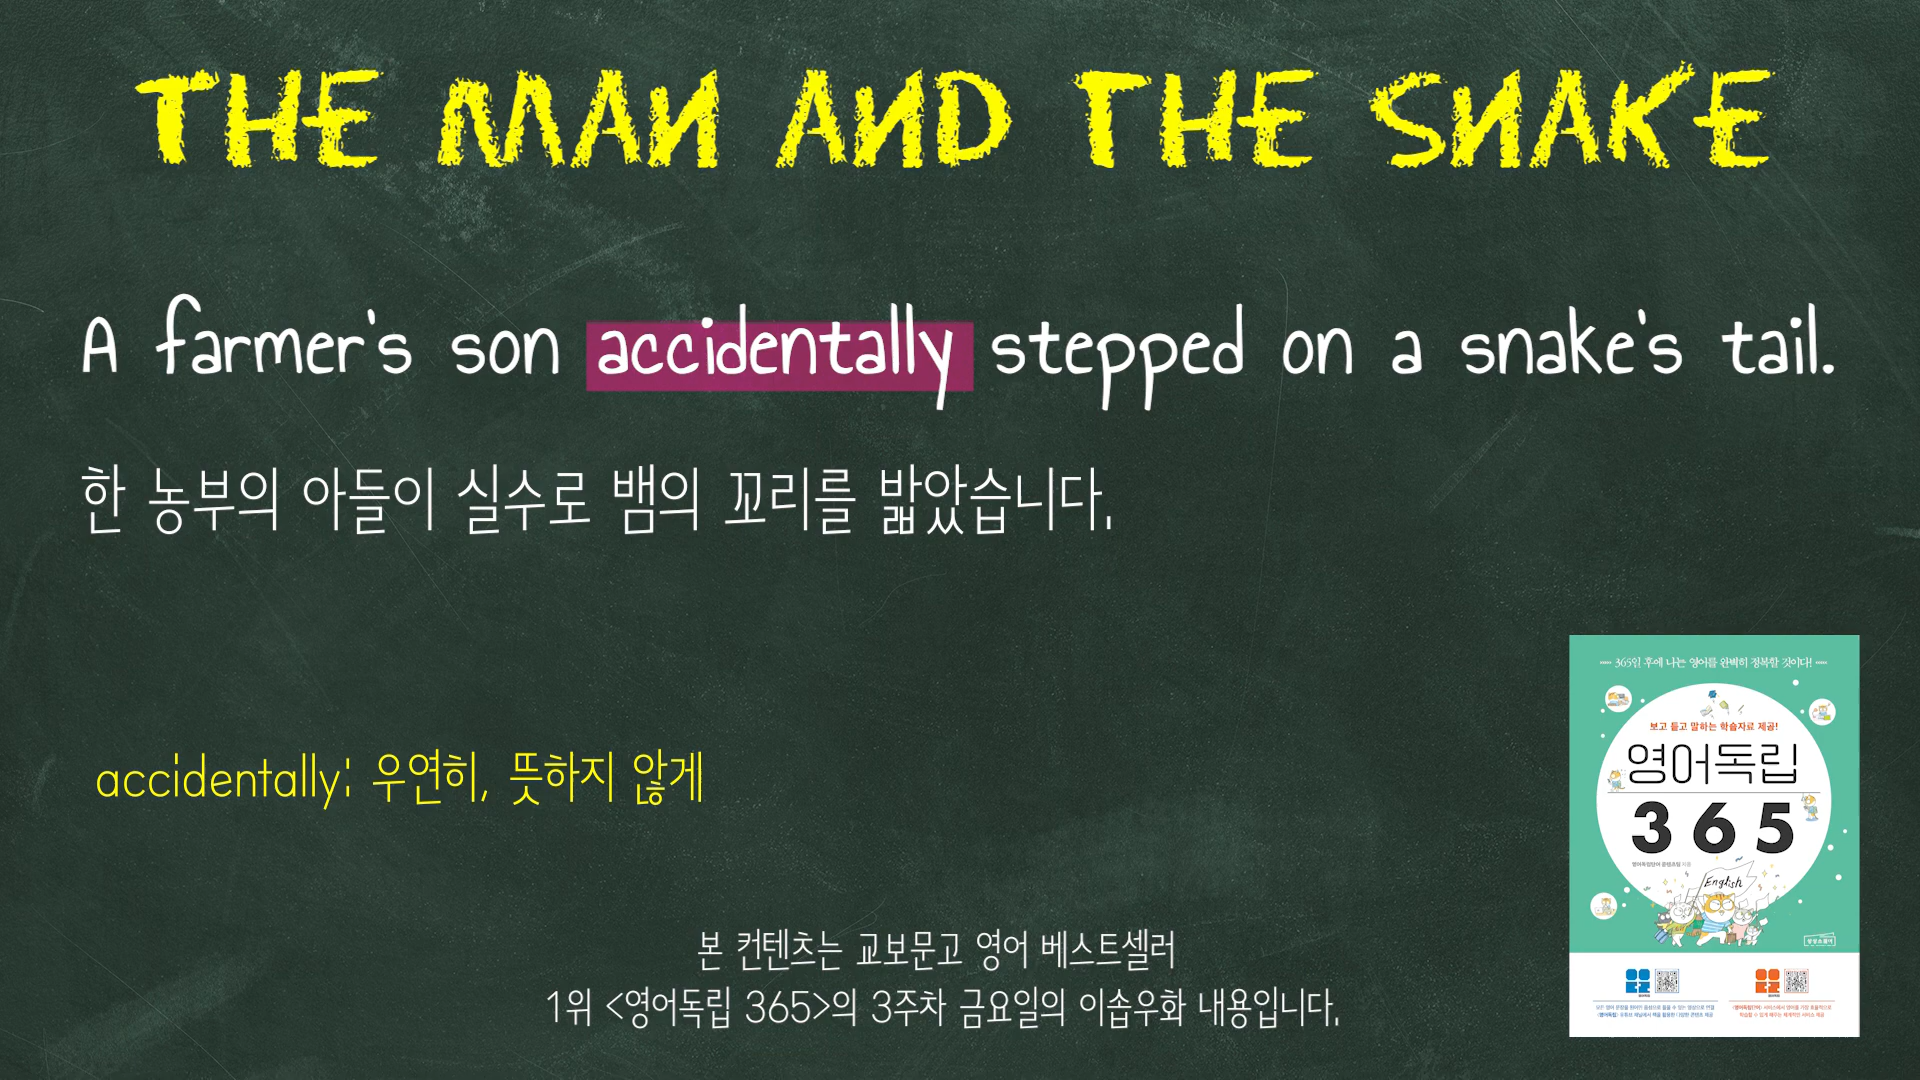 THE MAN AND THE SNAKE
A farmer's son accidentally stepped on a snake's tail.
한 농부의 아들이 실수로 뱀의 꼬리를 밟았습니다.
accidentally: 우연히, 뜻하지 않게
본 컨텐츠는 교보문고 영어 베스트셀러
1위 <영어독립 365>의 3주차 금요일의 이솝우화 내용입니다.
365일 후에 나는 영어를 완벽히 정복할 것이다!
보고 듣고 말하는 학습자료 제공!
영어독립
365
English